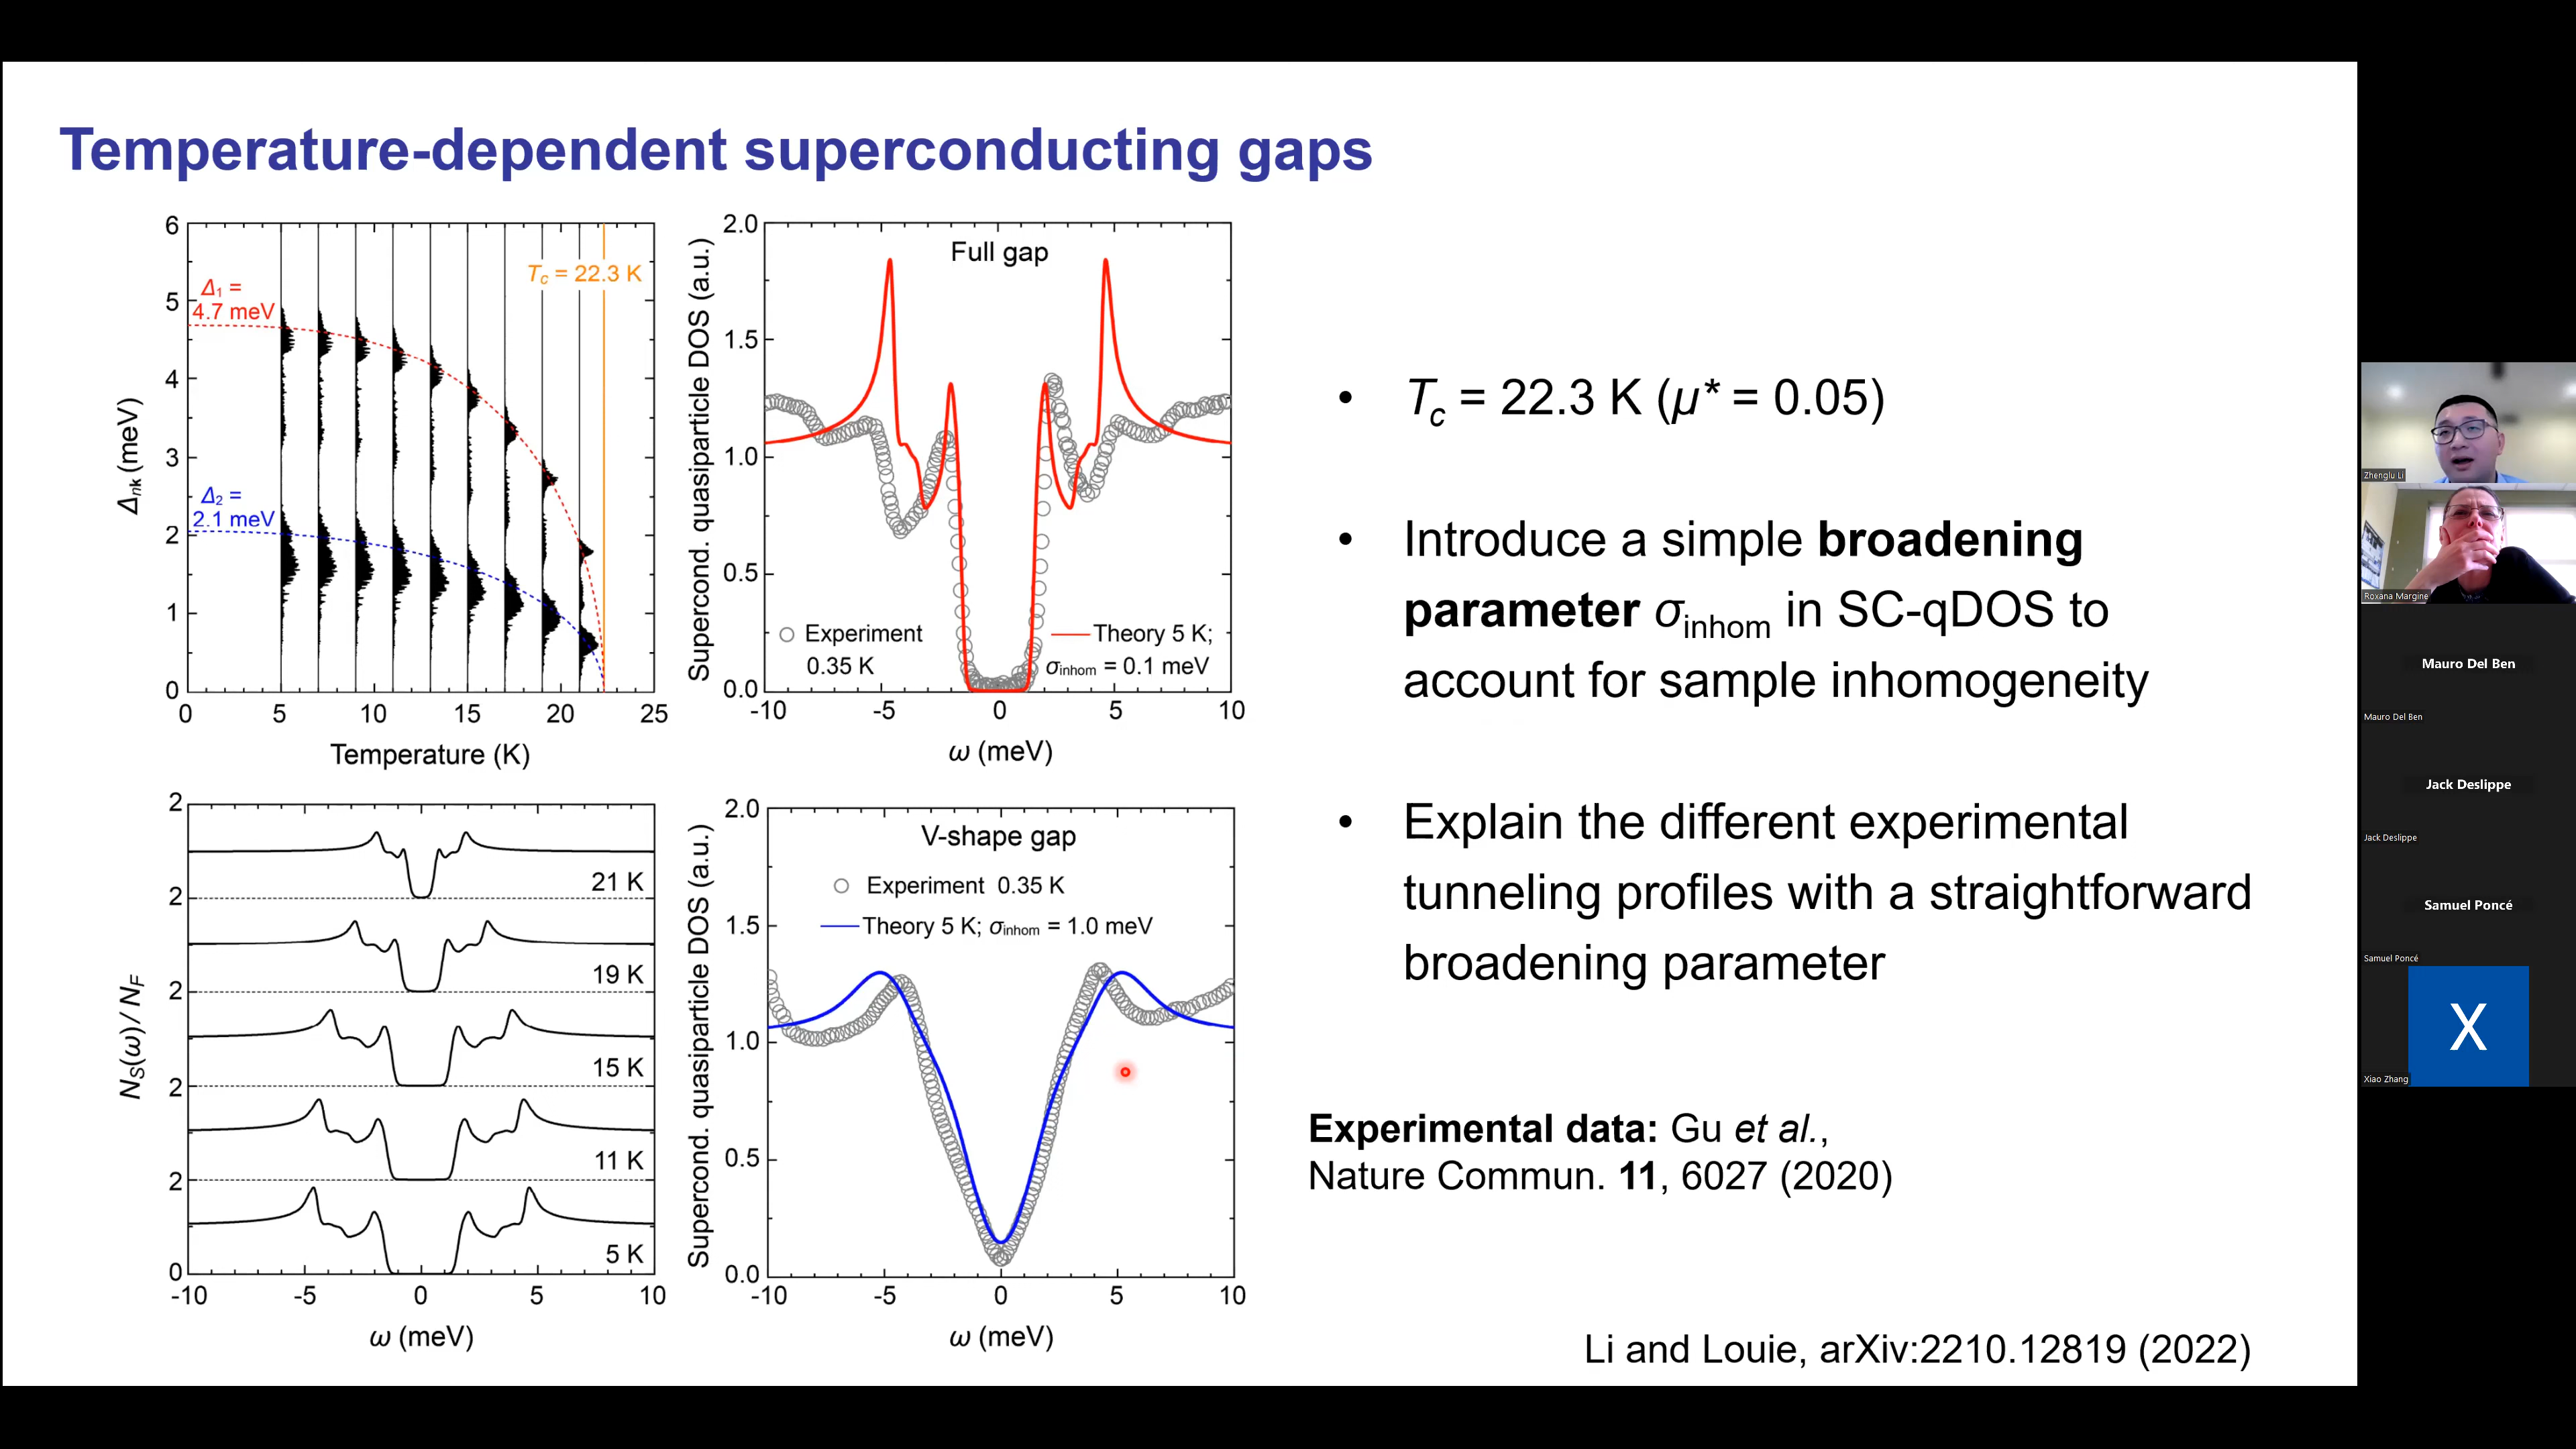 Temperature-dependent superconducting gaps
6
5
4
3
2
1
0
Δnk (meV)
Δ1 =
4.7 meV
Δ2 =
2.1 meV
Tc = 22.3 K
0 5 10 15 20 25
Temperature (K)
2.0
1.5
1.0
0.5
0.0
Supercond. quasiparticle DOS (a.u.)
Full gap
Experiment
0.35 K
Theory 5 K;
σinhom = 0.1 meV
-10 -5 0 5 10
ω (meV)
2
2
2
2
2
0
NS(ω) / NF
21 K
19 K
15 K
11 K
5 K
-10 -5 0 5 10
ω (meV)
2.0
1.5
1.0
0.5
0.0
Supercond. quasiparticle DOS (a.u.)
V-shape gap
Experiment 0.35 K
Theory 5 K; σinhom = 1.0 meV
-10 -5 0 5 10
ω (meV)
• Tc = 22.3 K (μ* = 0.05)
• Introduce a simple broadening
parameter σinhom in SC-qDOS to
account for sample inhomogeneity
• Explain the different experimental
tunneling profiles with a straightforward
broadening parameter
Experimental data: Gu et al.,
Nature Commun. 11, 6027 (2020)
Li and Louie, arXiv:2210.12819 (2022)
Zhenglu Li
Roxana Margine
Mauro Del Ben
Mauro Del Ben
Jack Deslippe
Jack Deslippe
Samuel Poncé
Samuel Poncé
X
Xiao Zhang